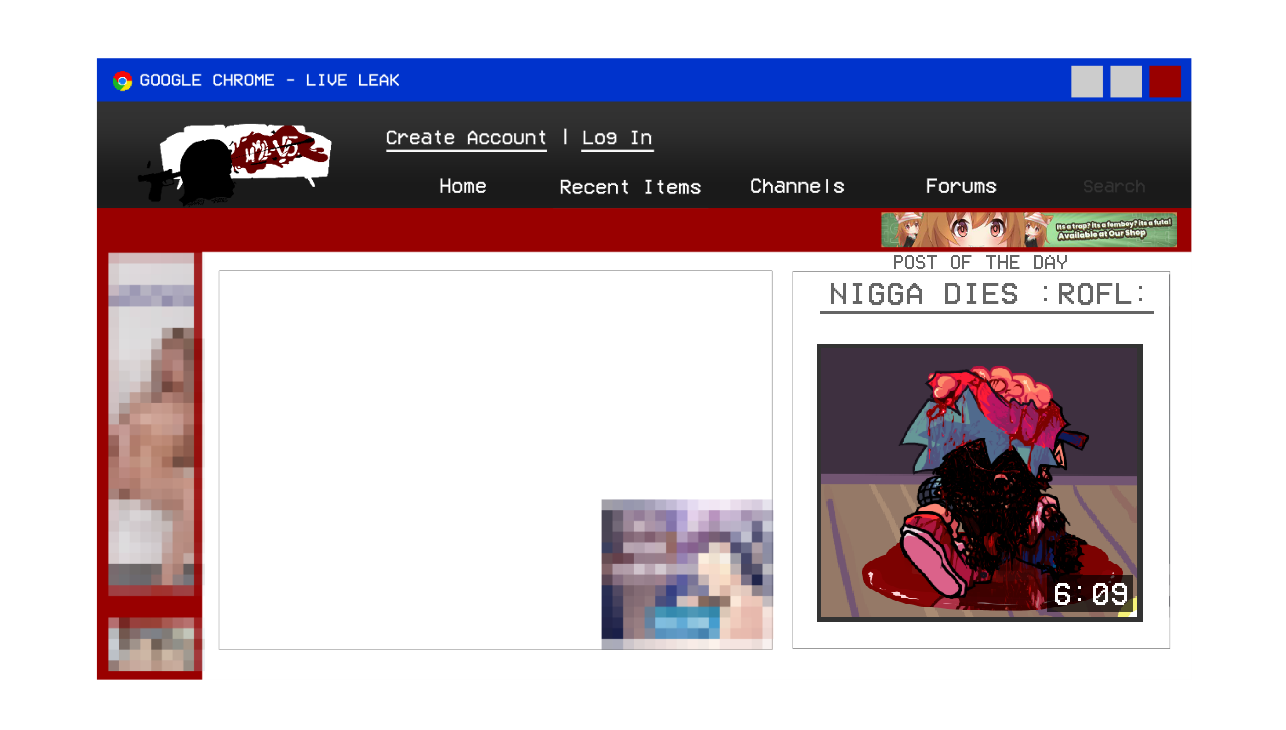 GOOGLE CHROME - LIVE LEAK
Create Account | Log In
Home Recent Items Channels Forums Search
Its a trap? Its a femboy? Its a futa!
Available at Our Shop
POST OF THE DAY
NIGGA DIES :ROFL:
6:09